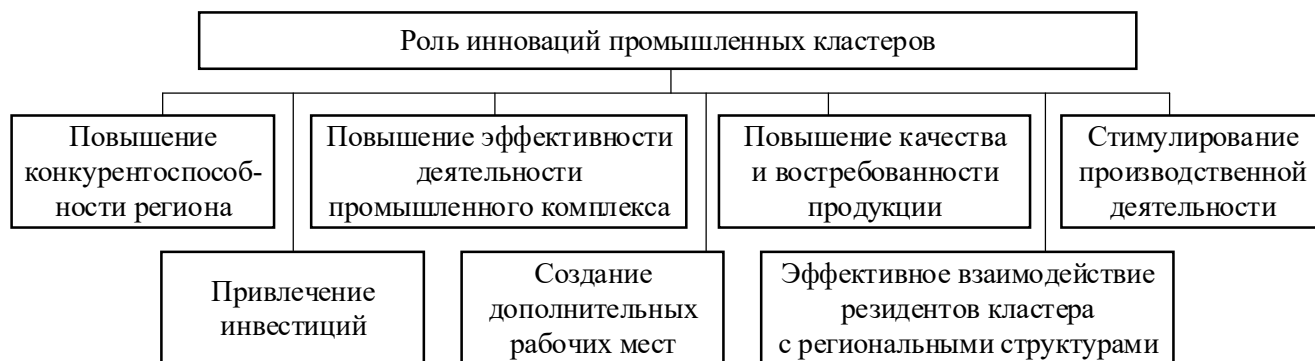 Роль инноваций промышленных кластеров
Повышение
конкурентоспособ-
ности региона
Повышение эффективности
деятельности
промышленного комплекса
Повышение качества
и востребованности
продукции
Стимулирование
производственной
деятельности
Привлечение
инвестиций
Создание
дополнительных
рабочих мест
Эффективное взаимодействие
резидентов кластера
с региональными структурами